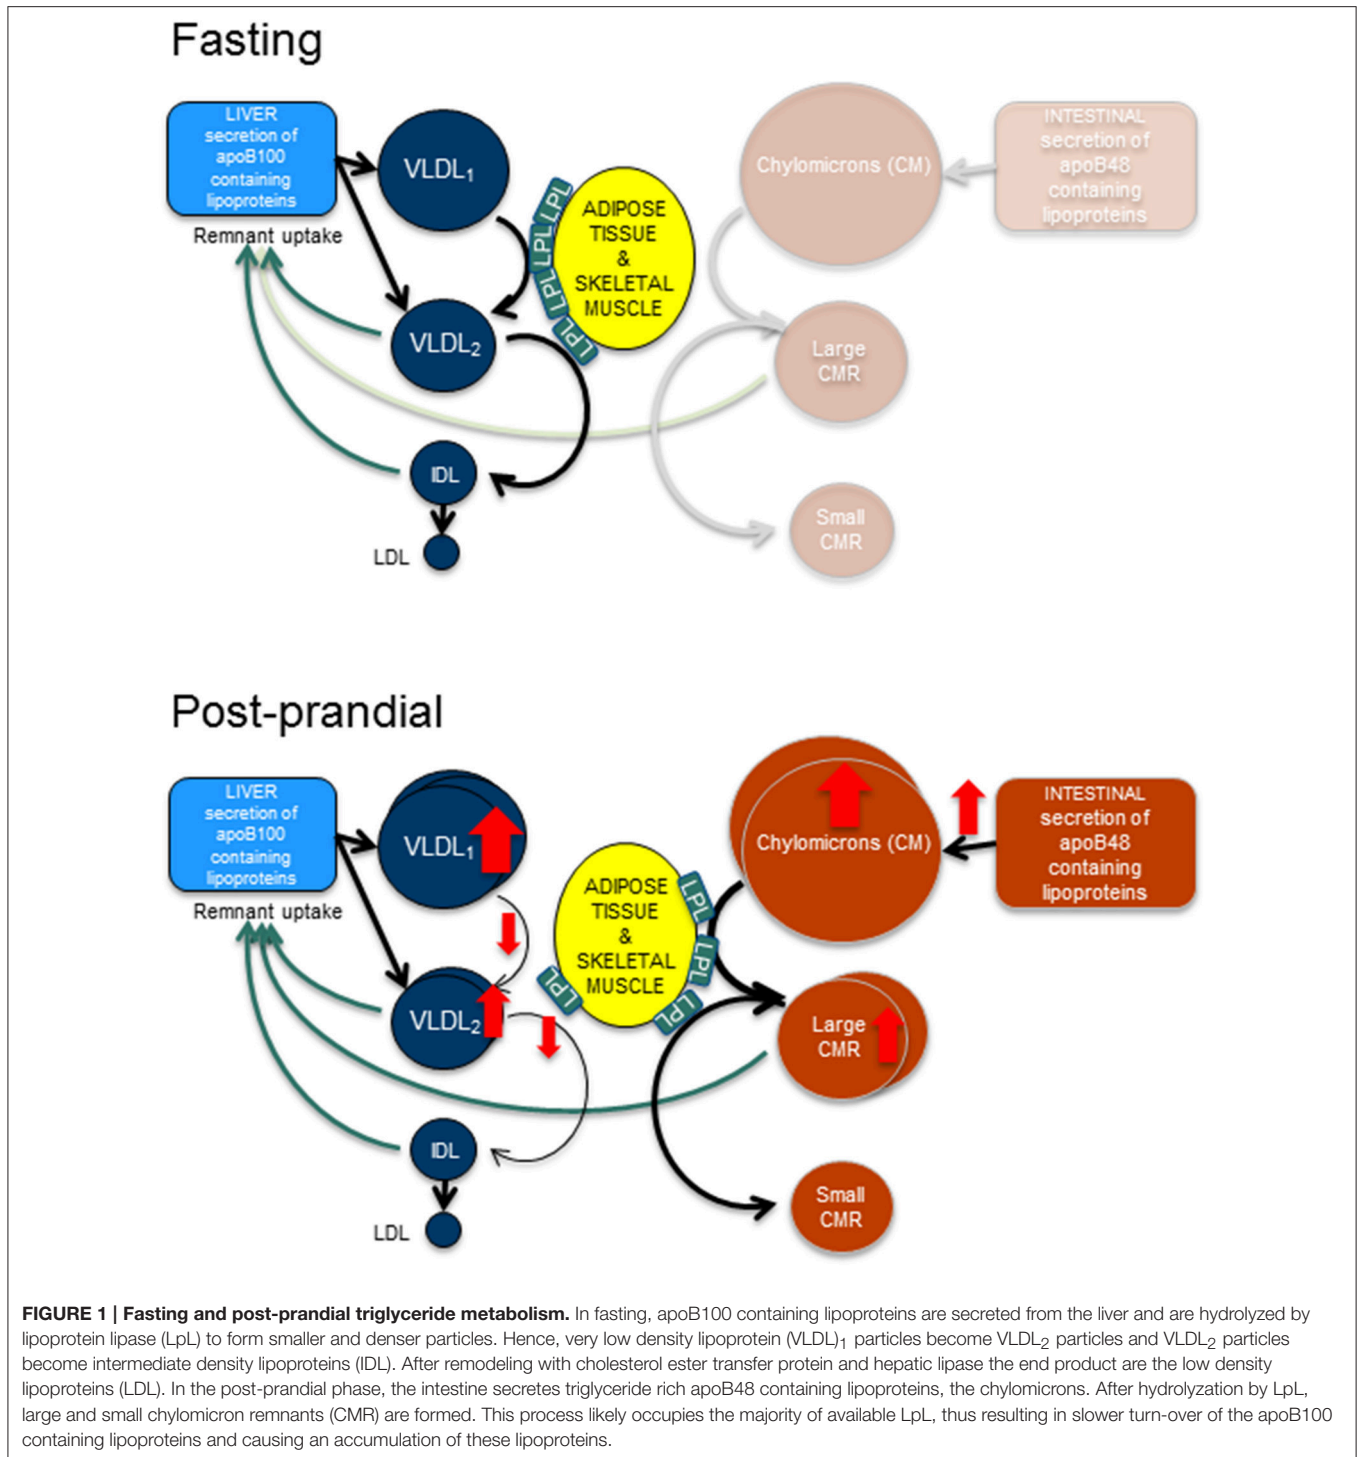 Fasting
LIVER
secretion of
apoB100
containing
lipoproteins
Remnant uptake
VLDL1
VLDL2
IDL
LDL
LPL
LPL
LPL
LPL
ADIPOSE
TISSUE
&
SKELETAL
MUSCLE
Chylomicrons (CM)
INTESTINAL
secretion of
apoB48
containing
lipoproteins
Large
CMR
Small
CMR
Post-prandial
LIVER
secretion of
apoB100
containing
lipoproteins
Remnant uptake
VLDL1
VLDL2
IDL
LDL
ADIPOSE
TISSUE
&
SKELETAL
MUSCLE
LPL
LPL
LPL
LPL
Chylomicrons (CM)
INTESTINAL
secretion of
apoB48
containing
lipoproteins
Large
CMR
Small
CMR
FIGURE 1 | Fasting and post-prandial triglyceride metabolism. In fasting, apoB100 containing lipoproteins are secreted from the liver and are hydrolyzed by
lipoprotein lipase (LpL) to form smaller and denser particles. Hence, very low density lipoprotein (VLDL)1 particles become VLDL2 particles and VLDL2 particles
become intermediate density lipoproteins (IDL). After remodeling with cholesterol ester transfer protein and hepatic lipase the end product are the low density
lipoproteins (LDL). In the post-prandial phase, the intestine secretes triglyceride rich apoB48 containing lipoproteins, the chylomicrons. After hydrolyzation by LpL,
large and small chylomicron remnants (CMR) are formed. This process likely occupies the majority of available LpL, thus resulting in slower turn-over of the apoB100
containing lipoproteins and causing an accumulation of these lipoproteins.